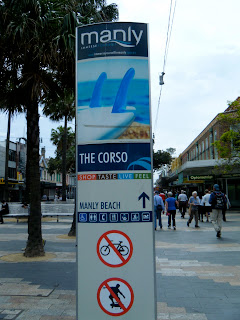 manly
THE CORSO
SHOP TASTE LIVE FEEL
MANLY BEACH